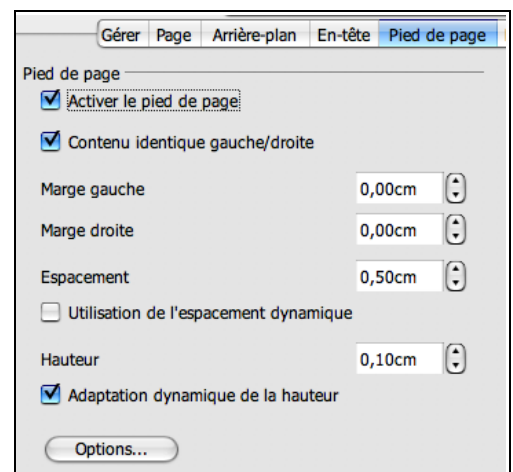 Gérer Page Arrière-plan En-tête Pied de page
Pied de page
Activer le pied de page
Contenu identique gauche/droite
Marge gauche 0,00cm
Marge droite 0,00cm
Espacement 0,50cm
Utilisation de l'espacement dynamique
Hauteur 0,10cm
Adaptation dynamique de la hauteur
Options...